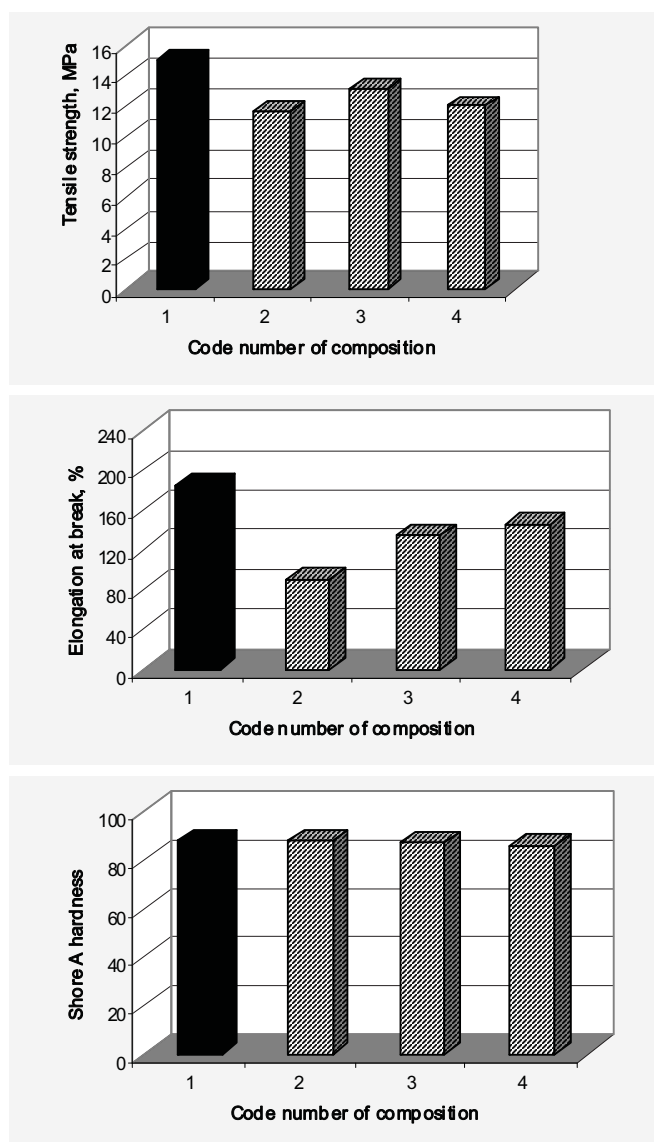 Tensile strength, MPa
16
14
12
10
8
6
4
2
0
1 2 3 4
Code number of composition
Elongation at break, %
240
200
160
120
80
40
0
1 2 3 4
Code number of composition
Shore A hardness
100
80
60
40
20
0
1 2 3 4
Code number of composition